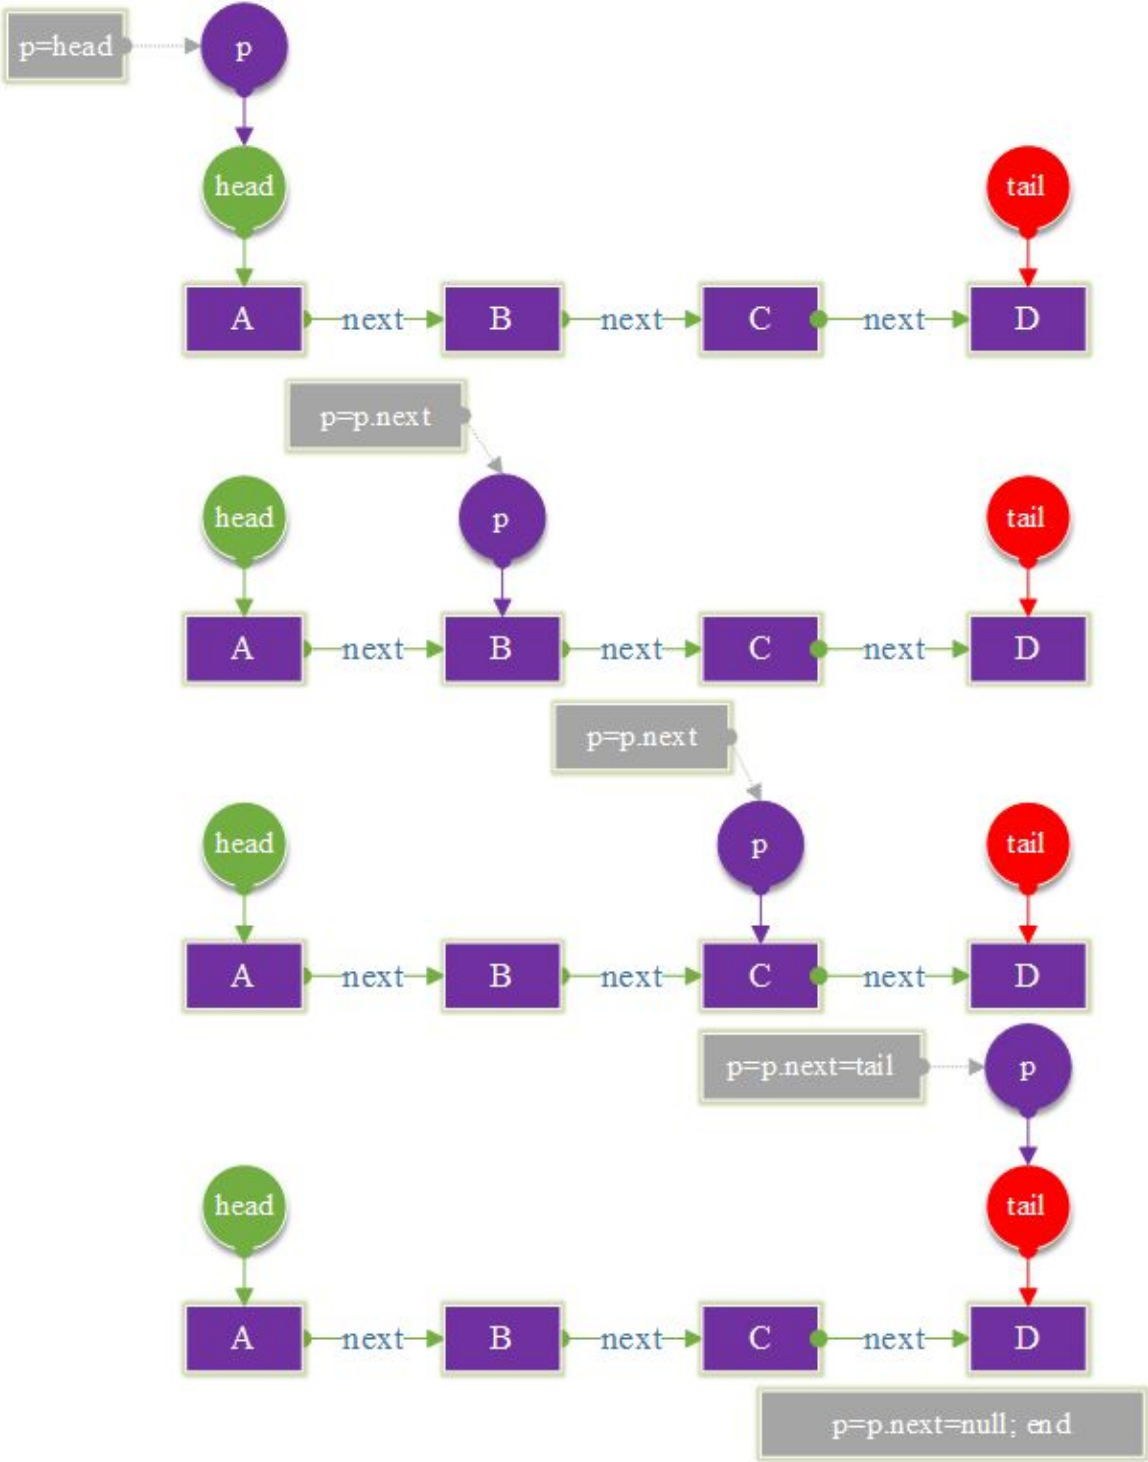 p=head
p
head
tail
A
next
B
next
C
next
D
p=p.next
head
p
tail
A
next
B
next
C
next
D
p=p.next
head
p
tail
A
next
B
next
C
next
D
p=p.next=tail
p
head
tail
A
next
B
next
C
next
D
p=p.next=null; end